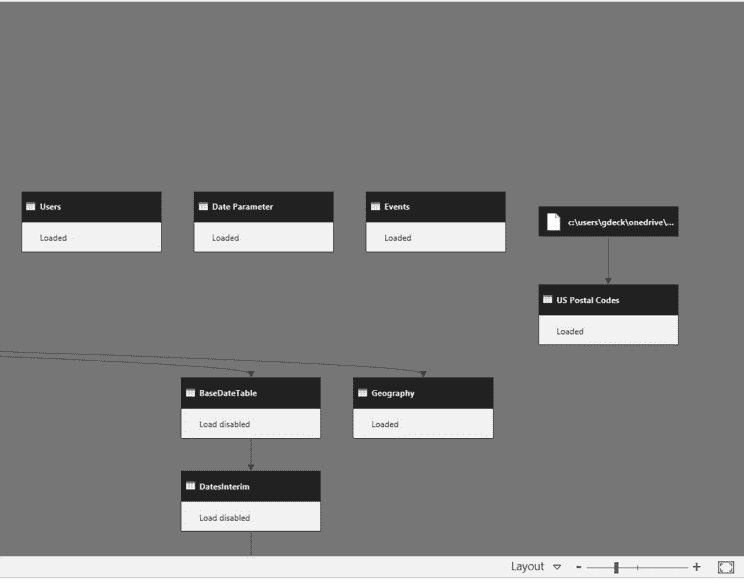 Users
Loaded
Date Parameter
Loaded
Events
Loaded
c:\users\gdeck\onedrive\...
US Postal Codes
Loaded
BaseDateTable
Load disabled
Geography
Loaded
DatesInterim
Load disabled
Layout
- +